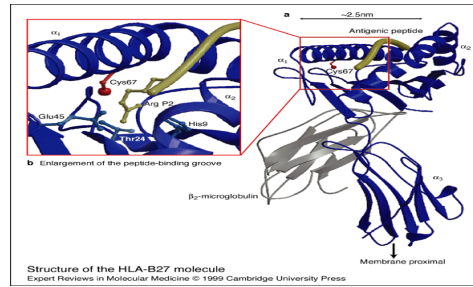 a
~2.5nm
Antigenic peptide
α1
α2
Cys67
α1
Cys67
Arg P2
α2
Glu45
His9
Thr24
b Enlargement of the peptide-binding groove
β2-microglobulin
α3
Membrane proximal
Structure of the HLA-B27 molecule
Expert Reviews in Molecular Medicine © 1999 Cambridge University Press